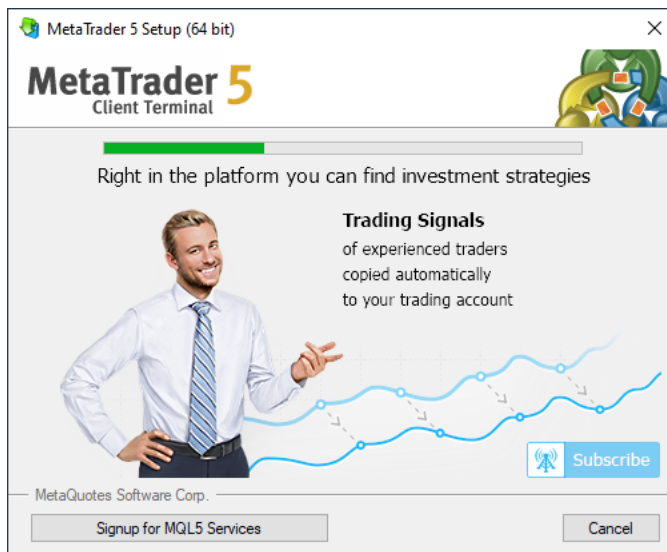 MetaTrader 5 Setup (64 bit)
MetaTrader 5
Client Terminal
Right in the platform you can find investment strategies
Trading Signals
of experienced traders
copied automatically
to your trading account
Subscribe
MetaQuotes Software Corp.
Signup for MQL5 Services
Cancel